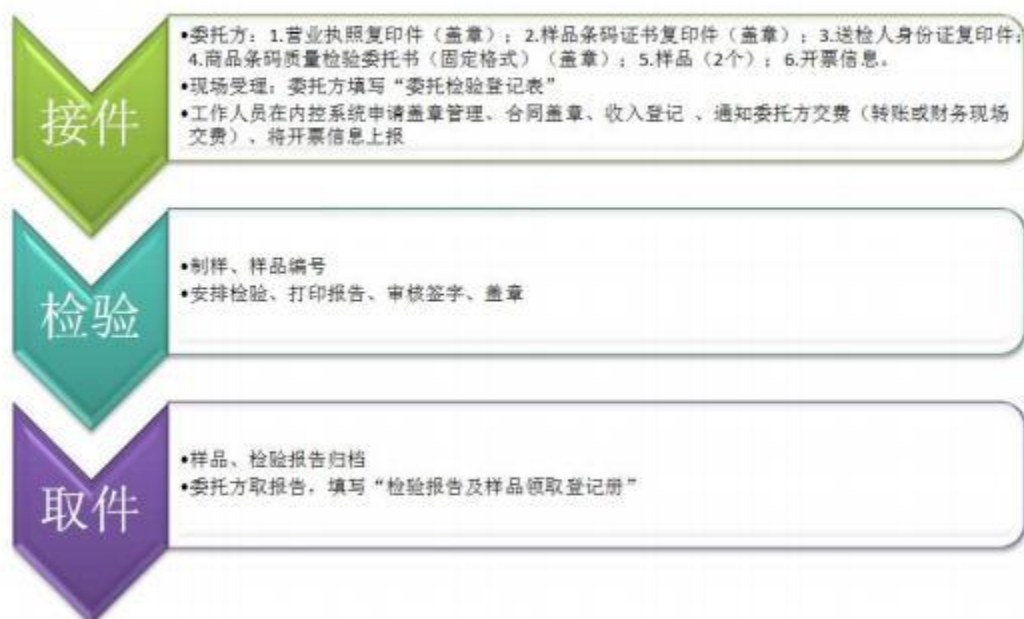 接件
•委托方：1.营业执照复印件（盖章）；2.样品条码证书复印件（盖章）；3.送检人身份证复印件；
4.商品条码质量检验委托书（固定格式）（盖章）；5.样品（2个）；6.开票信息。
•现场受理：委托方填写“委托检验登记表”
•工作人员在内控系统申请盖章管理、合同盖章、收入登记 、通知委托方交费（转账或财务现场
交费）、将开票信息上报
检验
•制样、样品编号
•安排检验、打印报告、审核签字、盖章
取件
•样品、检验报告归档
•委托方取报告，填写“检验报告及样品领取登记册”